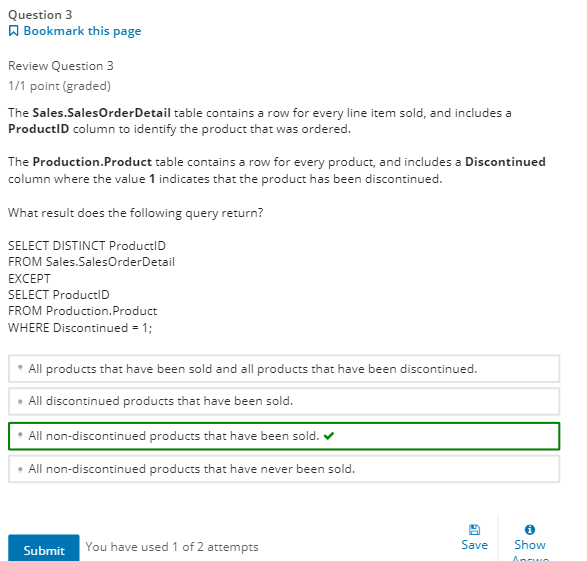 Question 3
Bookmark this page
Review Question 3
1/1 point (graded)
The Sales.SalesOrderDetail table contains a row for every line item sold, and includes a
ProductID column to identify the product that was ordered.
The Production.Product table contains a row for every product, and includes a Discontinued
column where the value 1 indicates that the product has been discontinued.
What result does the following query return?
SELECT DISTINCT ProductID
FROM Sales.SalesOrderDetail
EXCEPT
SELECT ProductID
FROM Production.Product
WHERE Discontinued = 1;
All products that have been sold and all products that have been discontinued.
All discontinued products that have been sold.
All non-discontinued products that have been sold.
All non-discontinued products that have never been sold.
Submit
You have used 1 of 2 attempts
Save
Show